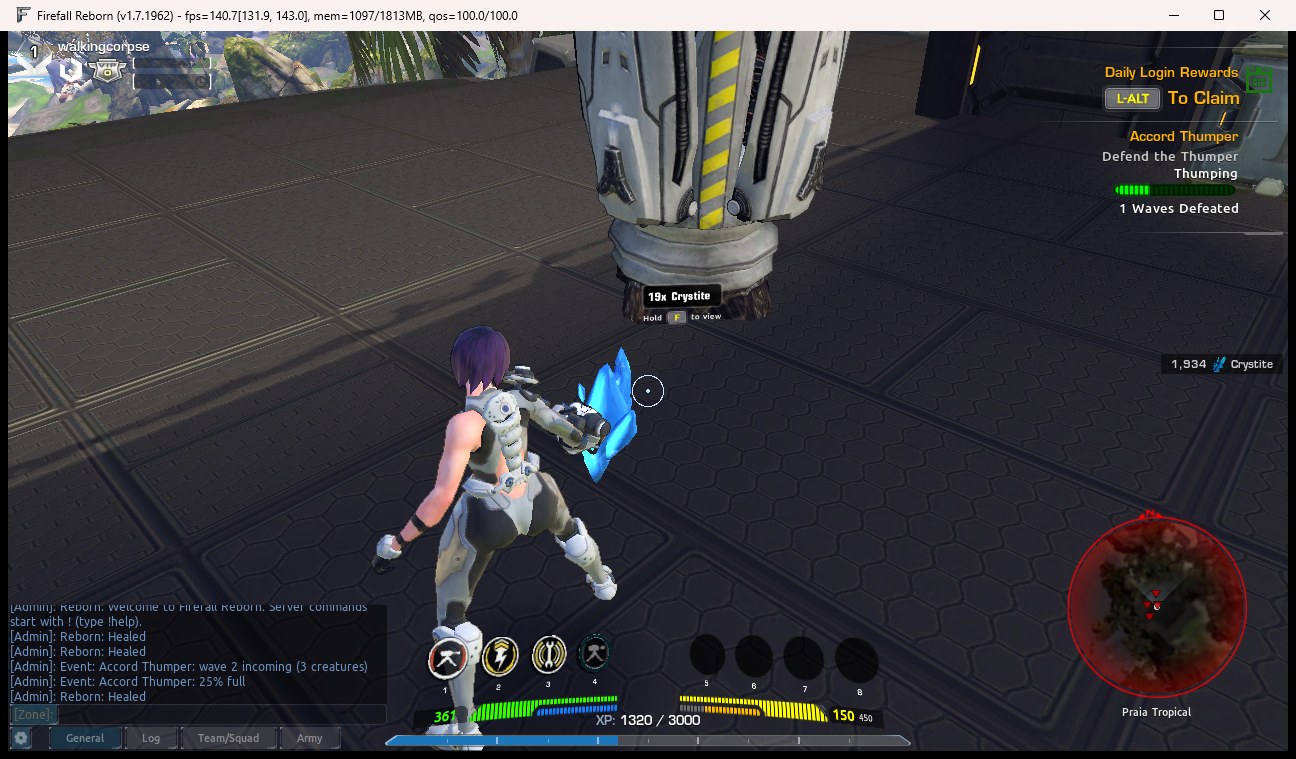 Firefall Reborn (v1.7.1962) - fps=140.7[131.9, 143.0], mem=1097/1813MB, qos=100.0/100.0
1 walkingcorpse
Daily Login Rewards
L-ALT To Claim
Accord Thumper
Defend the Thumper
Thumping
1 Waves Defeated
19x Crystite
Hold F to view
1,934 Crystite
N
Praia Tropical
[Admin]: Reborn: Welcome to Firefall Reborn. Server commands
start with ! (type !help).
[Admin]: Reborn: Healed
[Admin]: Reborn: Healed
[Admin]: Event: Accord Thumper: wave 2 incoming (3 creatures)
[Admin]: Event: Accord Thumper: 25% full
[Admin]: Reborn: Healed
[Zone]:
General Log Team/Squad Army
1 2 3 4 5 6 7 8
361 XP: 1320 / 3000 150 450